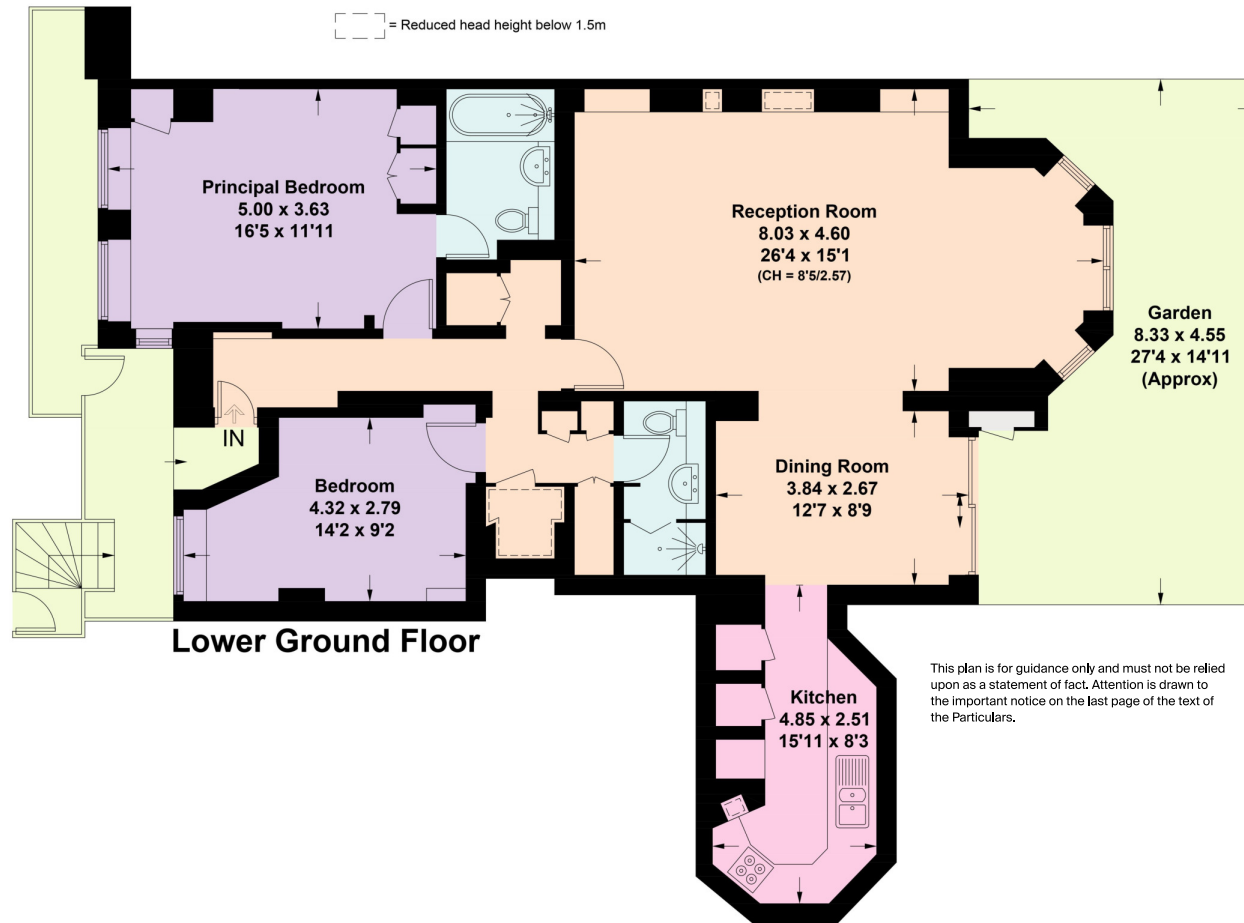 = Reduced head height below 1.5m
Principal Bedroom
5.00 x 3.63
16'5 x 11'11
Reception Room
8.03 x 4.60
26'4 x 15'1
(CH = 8'5/2.57)
Garden
8.33 x 4.55
27'4 x 14'11
(Approx)
IN
Bedroom
4.32 x 2.79
14'2 x 9'2
Dining Room
3.84 x 2.67
12'7 x 8'9
Lower Ground Floor
Kitchen
4.85 x 2.51
15'11 x 8'3
This plan is for guidance only and must not be relied
upon as a statement of fact. Attention is drawn to
the important notice on the last page of the text of
the Particulars.